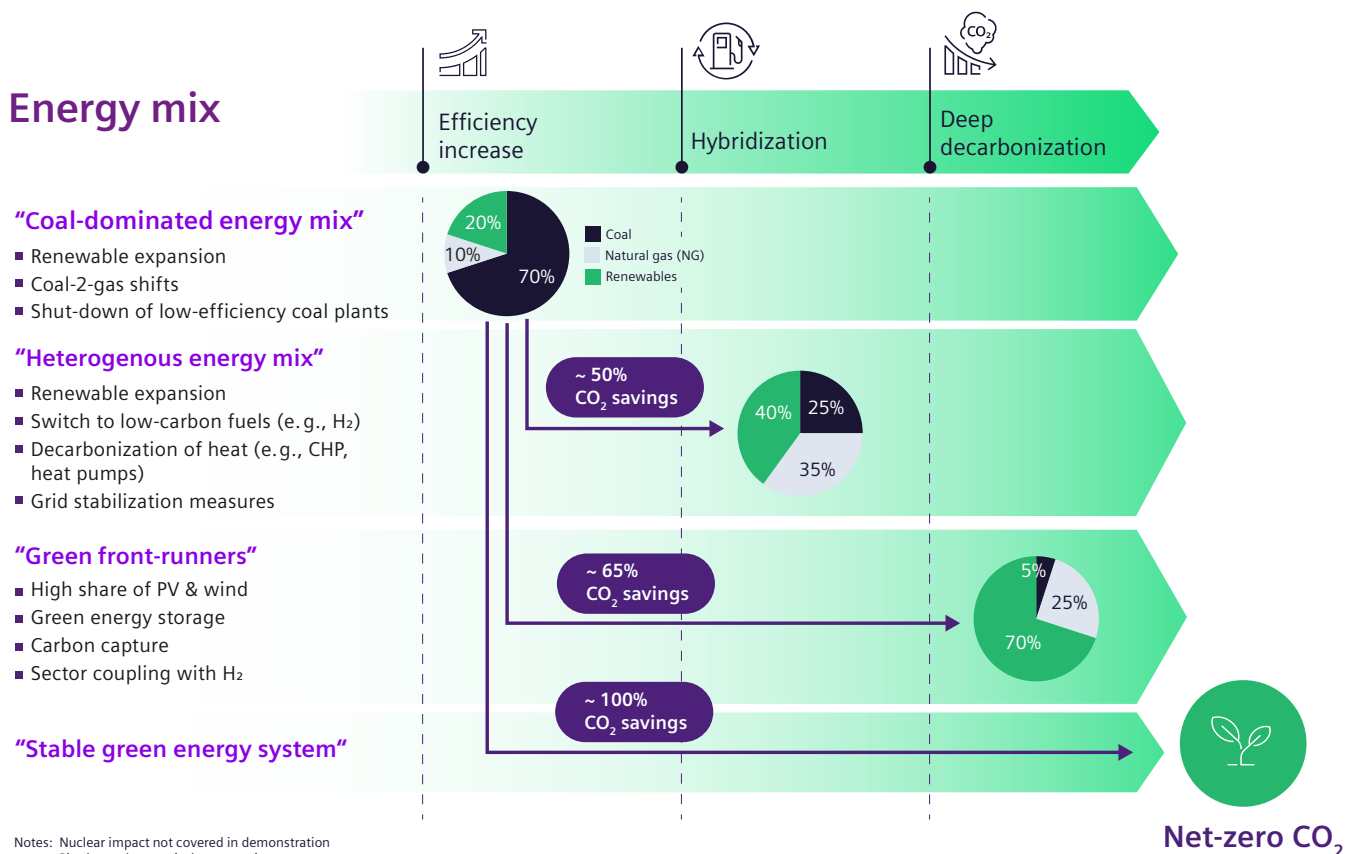 CO₂
Energy mix
Efficiency
increase
Hybridization
Deep
decarbonization
“Coal-dominated energy mix”
Renewable expansion
Coal-2-gas shifts
Shut-down of low-efficiency coal plants
20%
10%
70%
Coal
Natural gas (NG)
Renewables
“Heterogenous energy mix”
Renewable expansion
Switch to low-carbon fuels (e.g., H₂)
Decarbonization of heat (e.g., CHP,
heat pumps)
Grid stabilization measures
~ 50%
CO₂ savings
40%
25%
35%
“Green front-runners”
High share of PV & wind
Green energy storage
Carbon capture
Sector coupling with H₂
~ 65%
CO₂ savings
5%
25%
70%
~ 100%
CO₂ savings
“Stable green energy system“
Net-zero CO₂
Notes: Nuclear impact not covered in demonstration